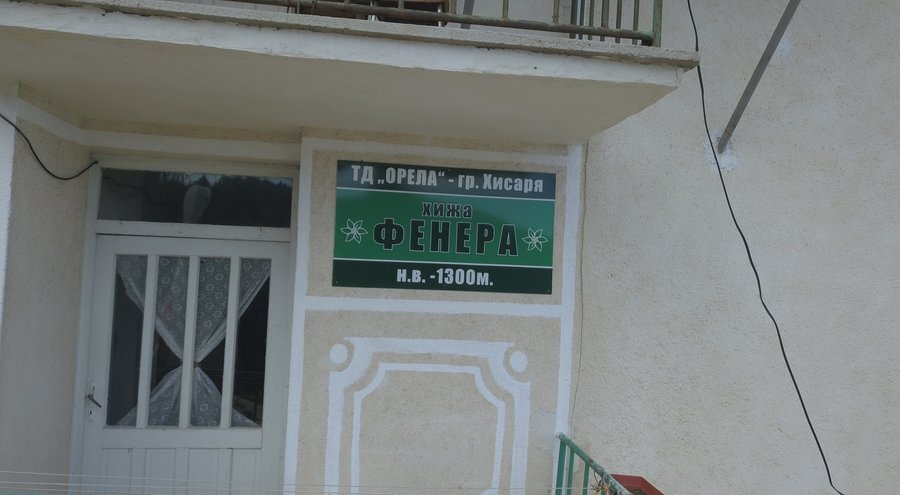 ТД „ОРЕЛА“ - гр. Хисаря
хижа
ФЕНЕРА
н.в. -1300м.